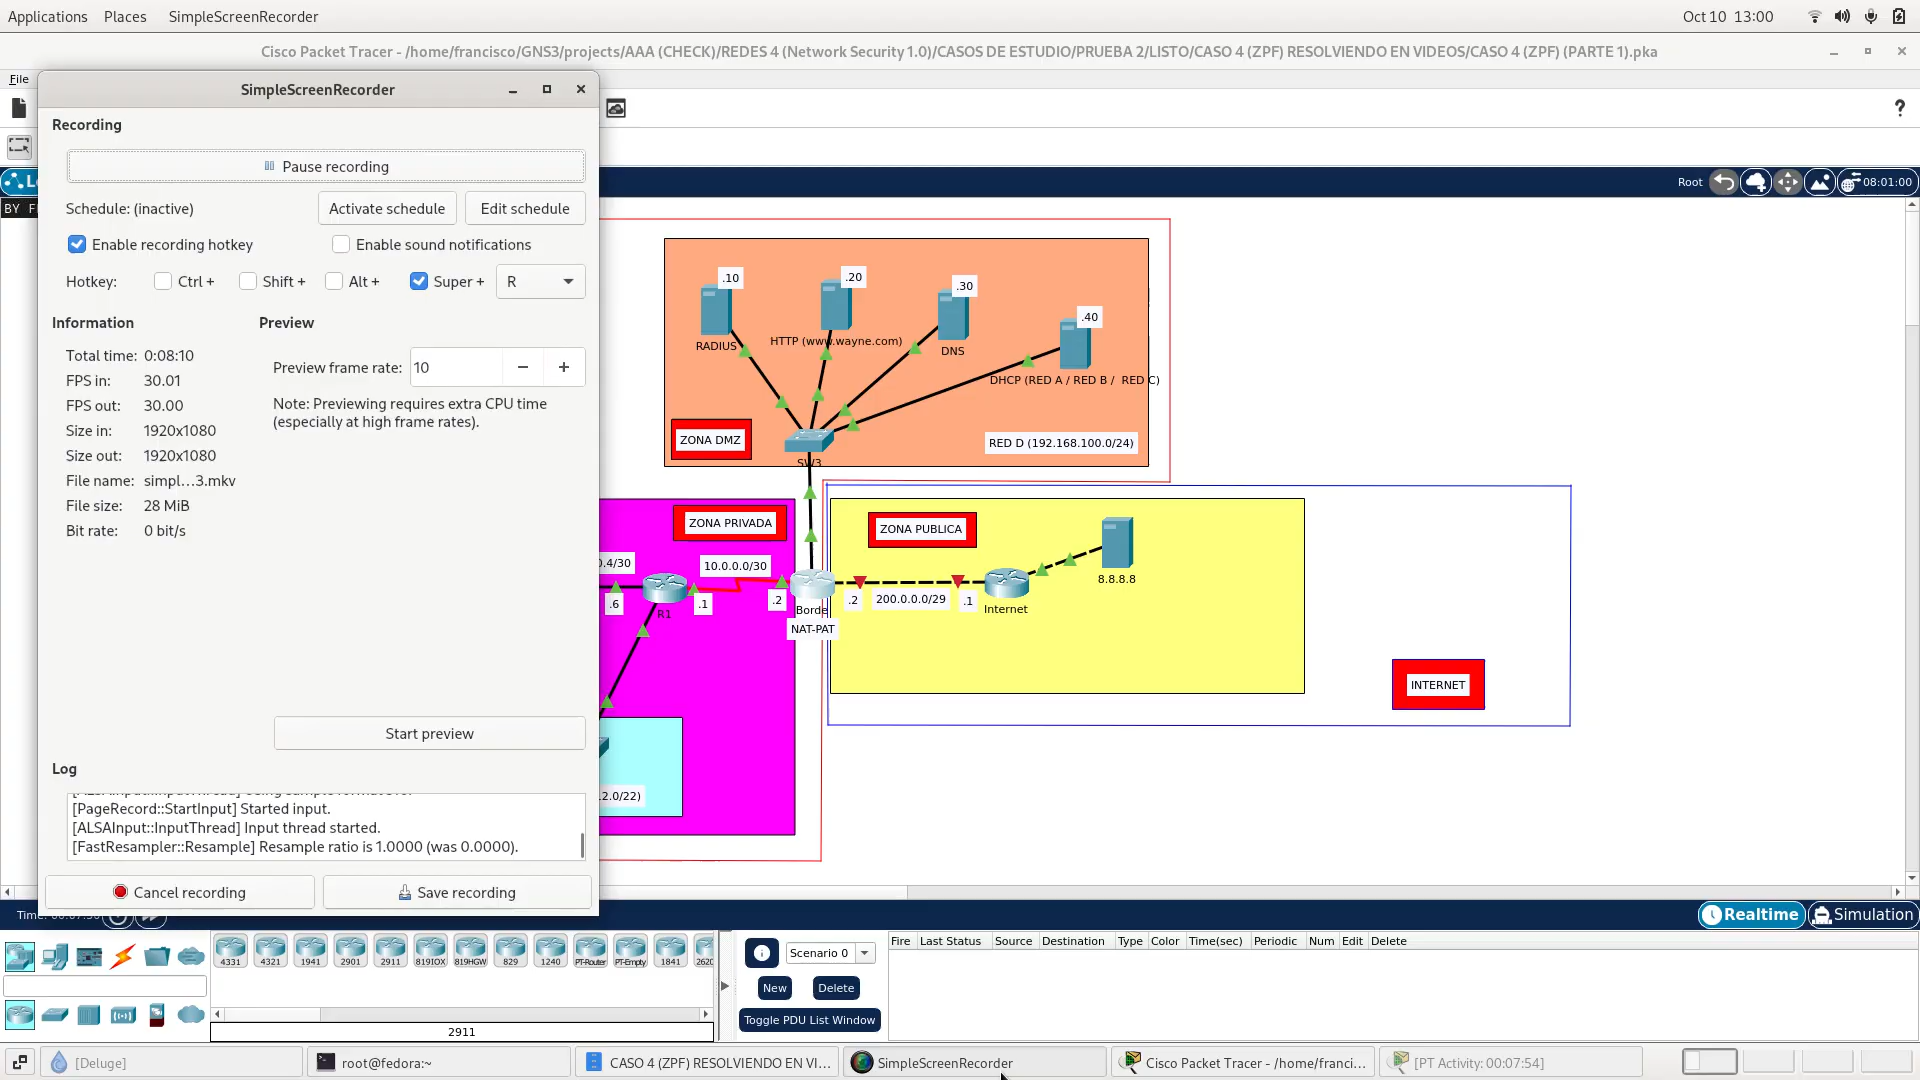 Applications Places SimpleScreenRecorder Oct 10 13:00
Cisco Packet Tracer - /home/francisco/GNS3/projects/AAA (CHECK)/REDES 4 (Network Security 1.0)/CASOS DE ESTUDIO/PRUEBA 2/LISTO/CASO 4 (ZPF) RESOLVIENDO EN VIDEOS/CASO 4 (ZPF) (PARTE 1).pka
File
SimpleScreenRecorder
Recording
Pause recording
Schedule: (inactive) Activate schedule Edit schedule
Enable recording hotkey Enable sound notifications
Hotkey: Ctrl + Shift + Alt + Super + R
Information
Total time: 0:08:10
FPS in: 30.01
FPS out: 30.00
Size in: 1920x1080
Size out: 1920x1080
File name: simpl...3.mkv
File size: 28 MiB
Bit rate: 0 bit/s
Preview
Preview frame rate: 10
Note: Previewing requires extra CPU time
(especially at high frame rates).
Start preview
Log
[PageRecord::StartInput] Started input.
[ALSAInput::InputThread] Input thread started.
[FastResampler::Resample] Resample ratio is 1.0000 (was 0.0000).
Cancel recording Save recording
BY
Root 08:01:00
.10
.20
.30
.40
RADIUS
HTTP (www.wayne.com)
DNS
DHCP (RED A / RED B / RED C)
ZONA DMZ
RED D (192.168.100.0/24)
SW3
ZONA PRIVADA
ZONA PUBLICA
0.4/30
10.0.0.0/30
.6
R1
.1
.2
Borde
NAT-PAT
.2
200.0.0.0/29
.1
Internet
8.8.8.8
INTERNET
2.0/22)
Realtime Simulation
4331 4321 1941 2901 2911 819IOX 819HGW 829 1240 PT-Router PT-Empty 1841 2620
2911
Scenario 0
New Delete
Toggle PDU List Window
Fire Last Status Source Destination Type Color Time(sec) Periodic Num Edit Delete
[Deluge] root@fedora:~ CASO 4 (ZPF) RESOLVIENDO EN VI... SimpleScreenRecorder Cisco Packet Tracer - /home/franci... [PT Activity: 00:07:54]